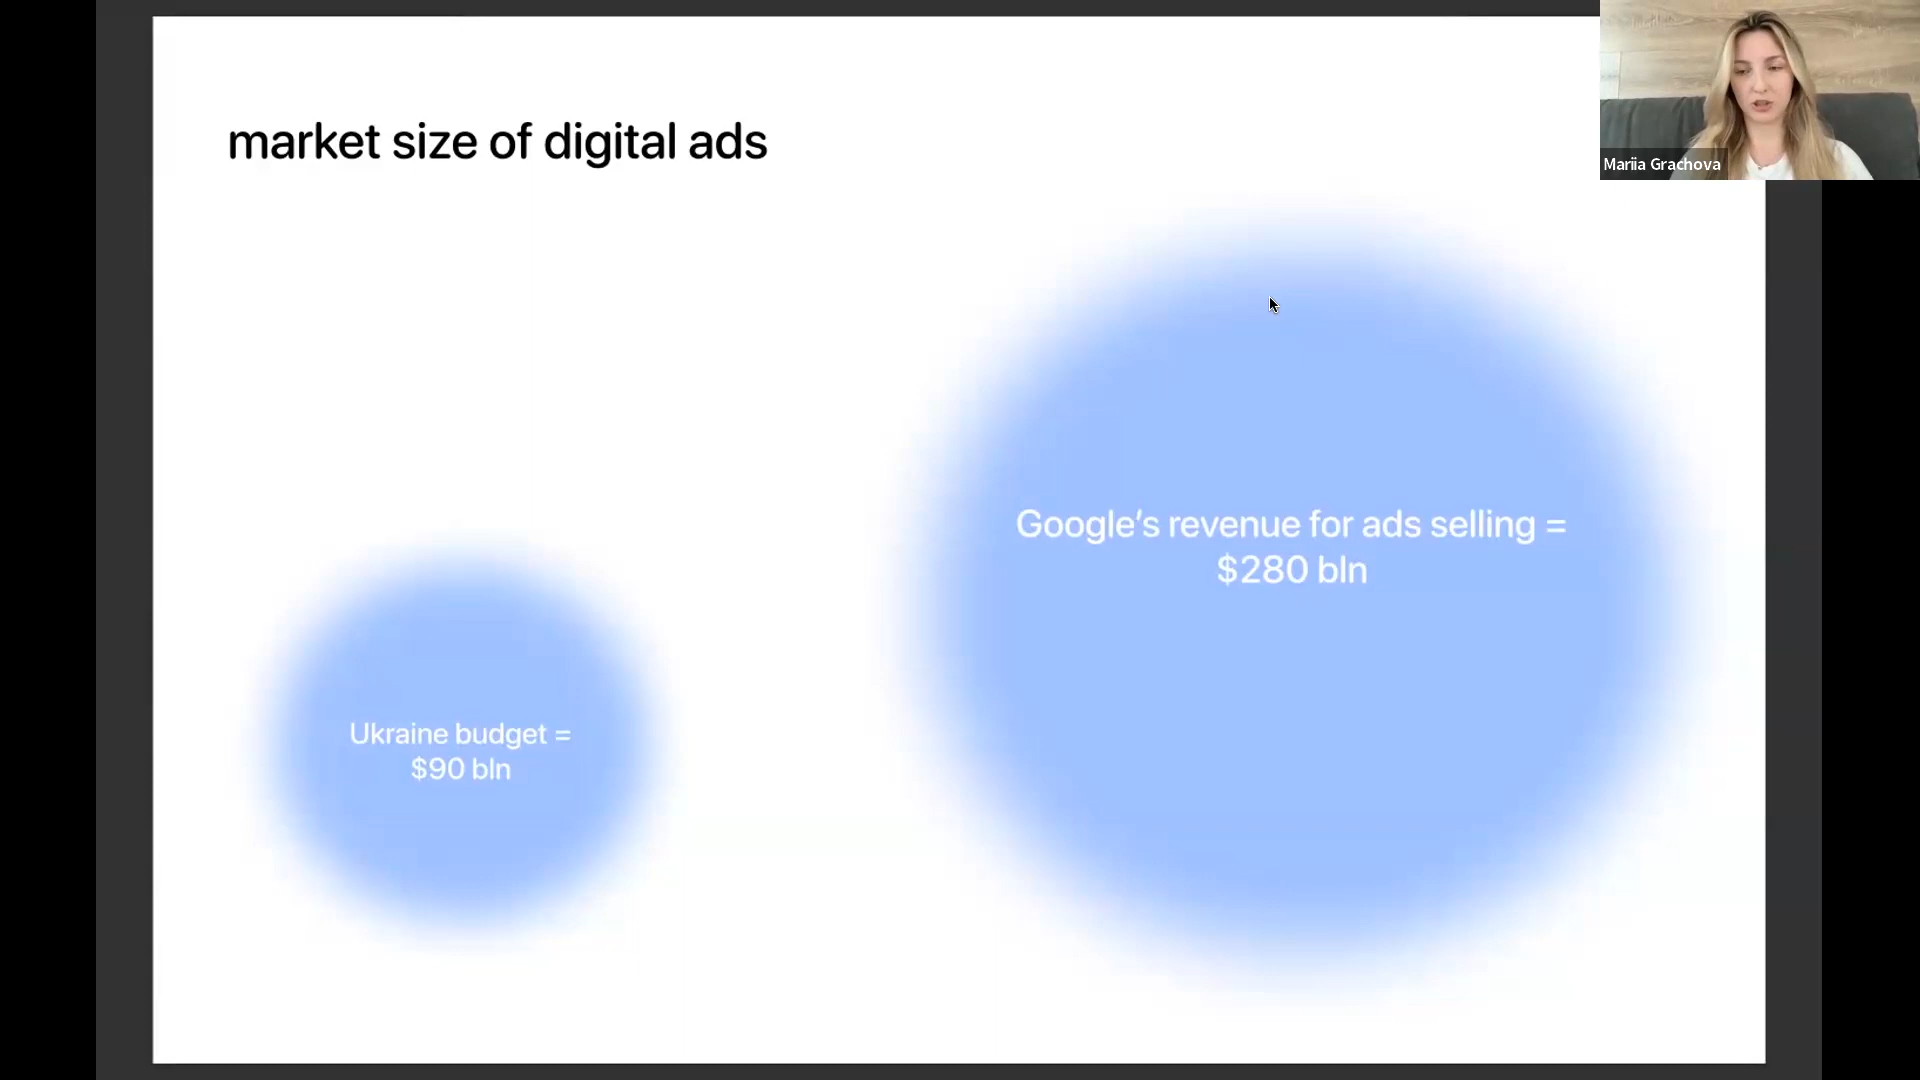 market size of digital ads
Mariia Grachova
Google’s revenue for ads selling =
$280 bln
Ukraine budget =
$90 bln